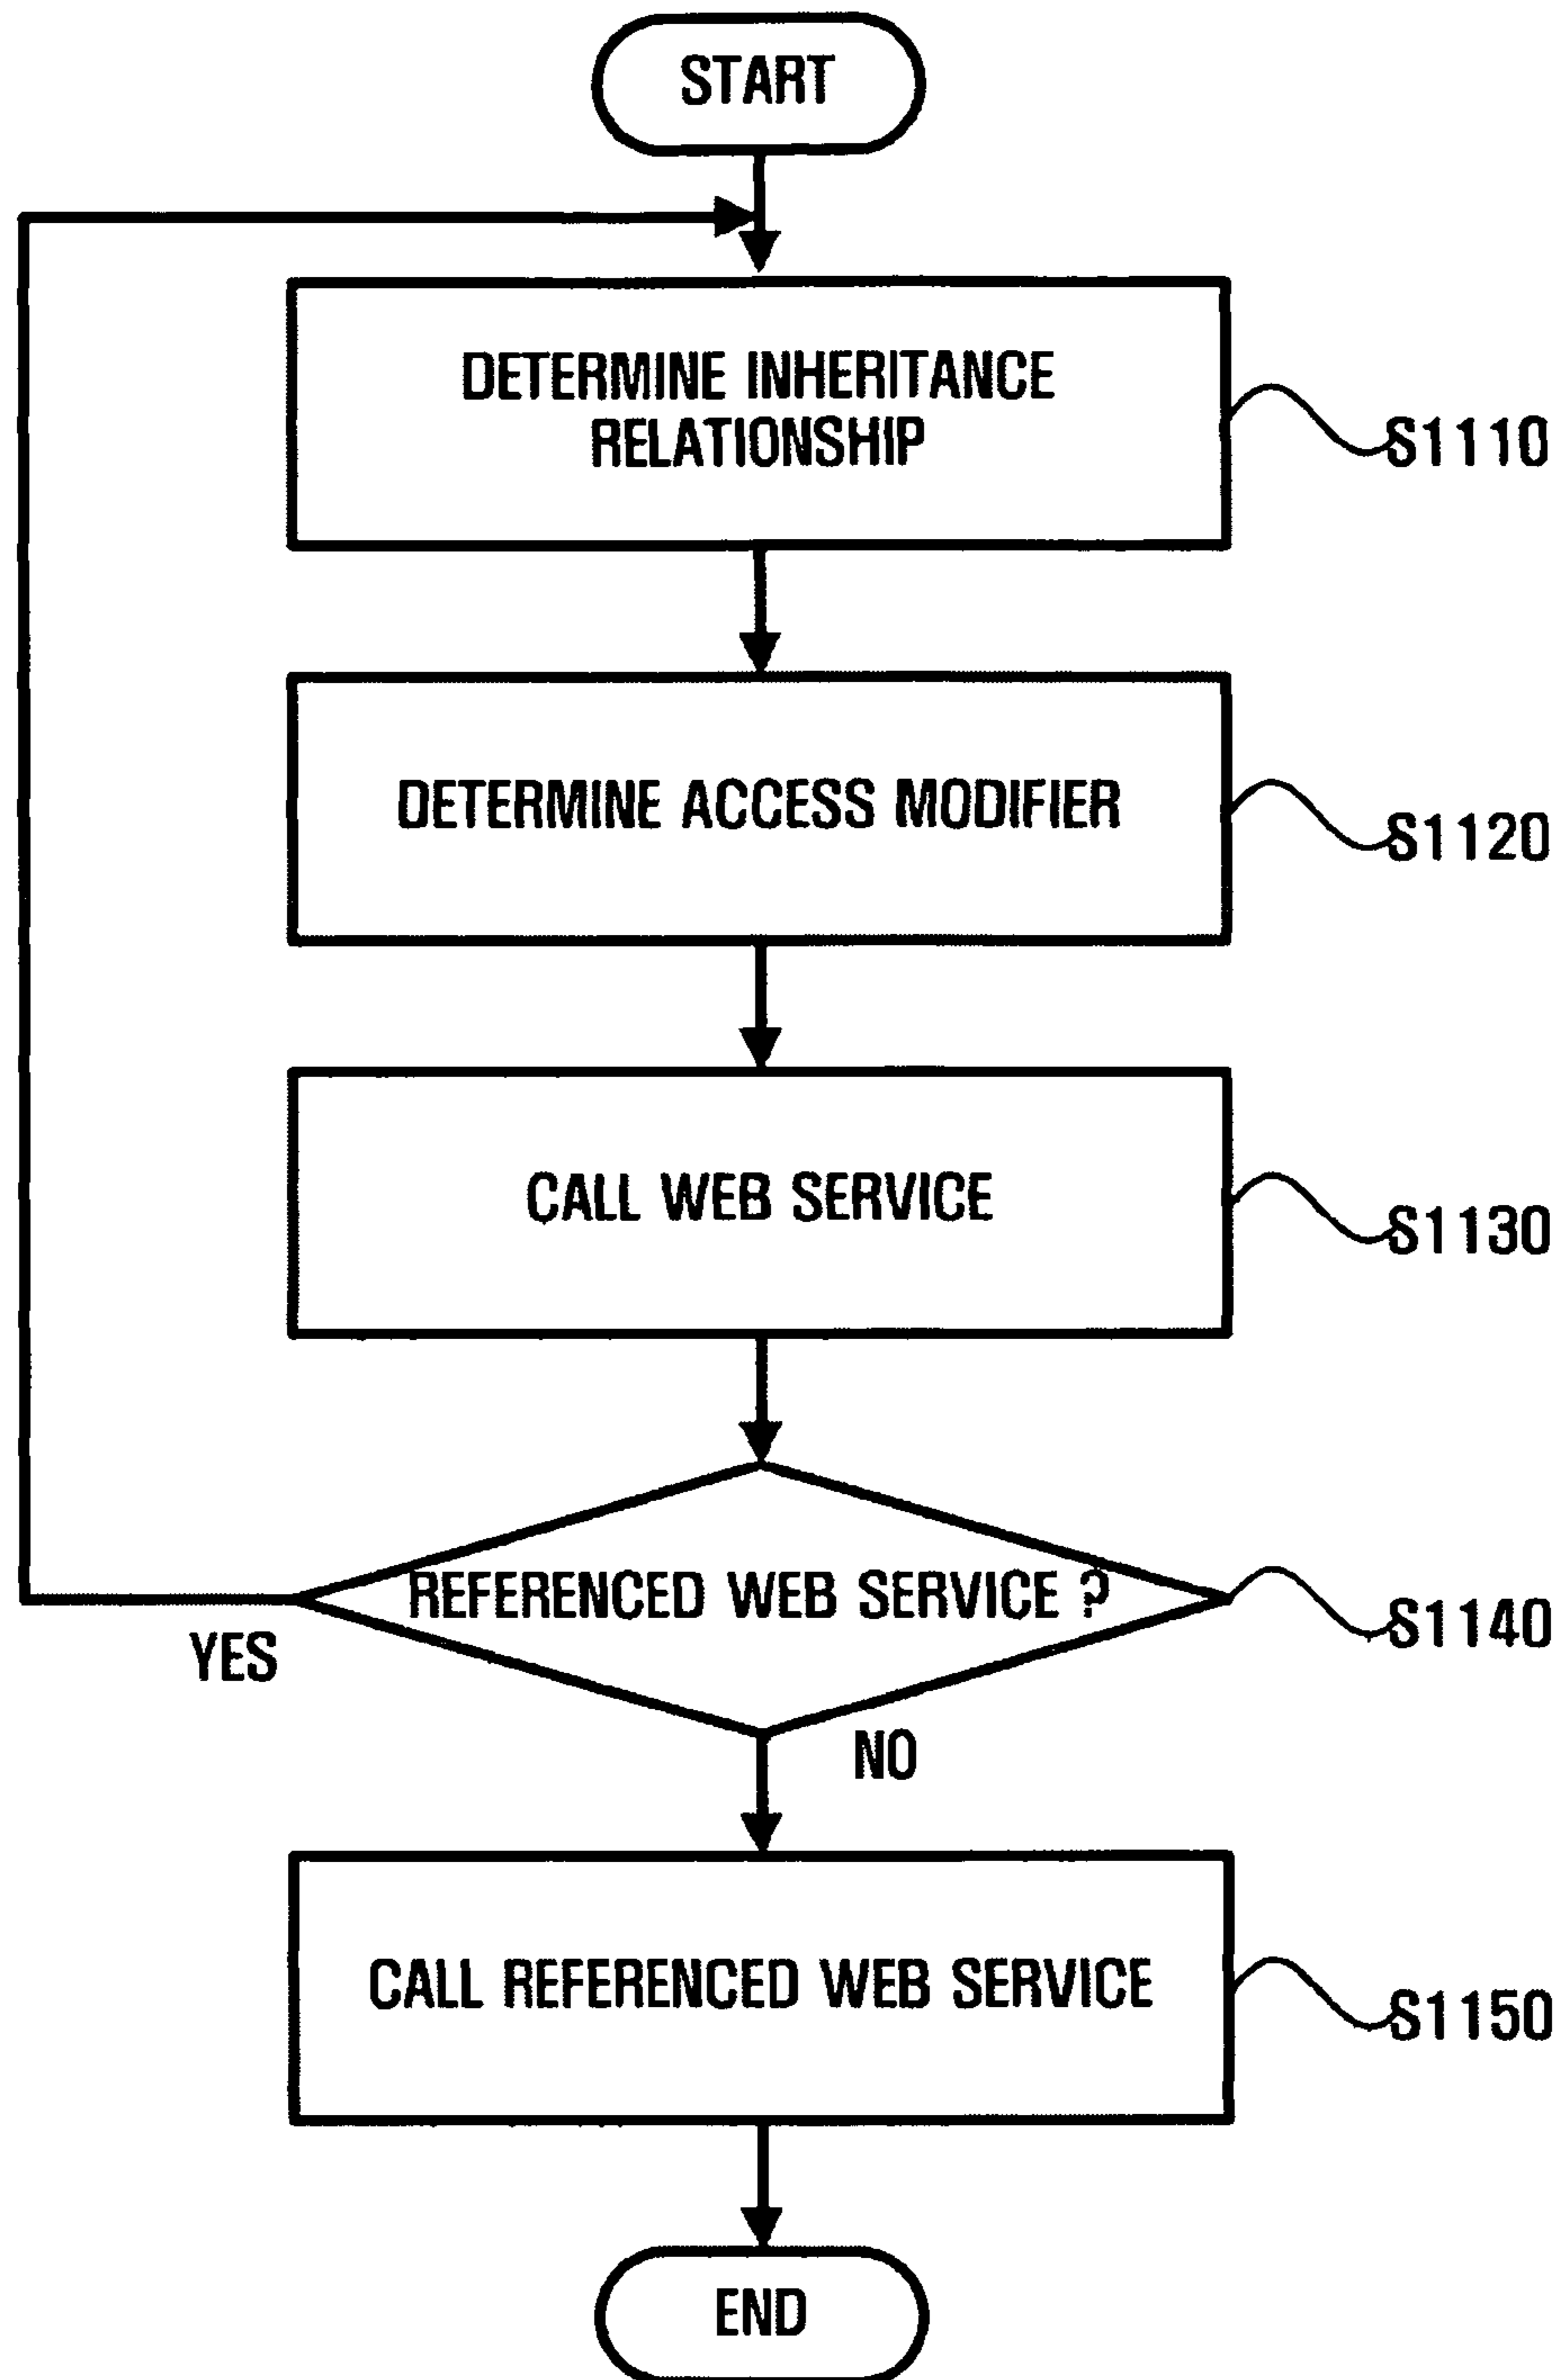 START
DETERMINE INHERITANCE
RELATIONSHIP
S1110
DETERMINE ACCESS MODIFIER
S1120
CALL WEB SERVICE
S1130
REFERENCED WEB SERVICE ?
S1140
YES
NO
CALL REFERENCED WEB SERVICE
S1150
END